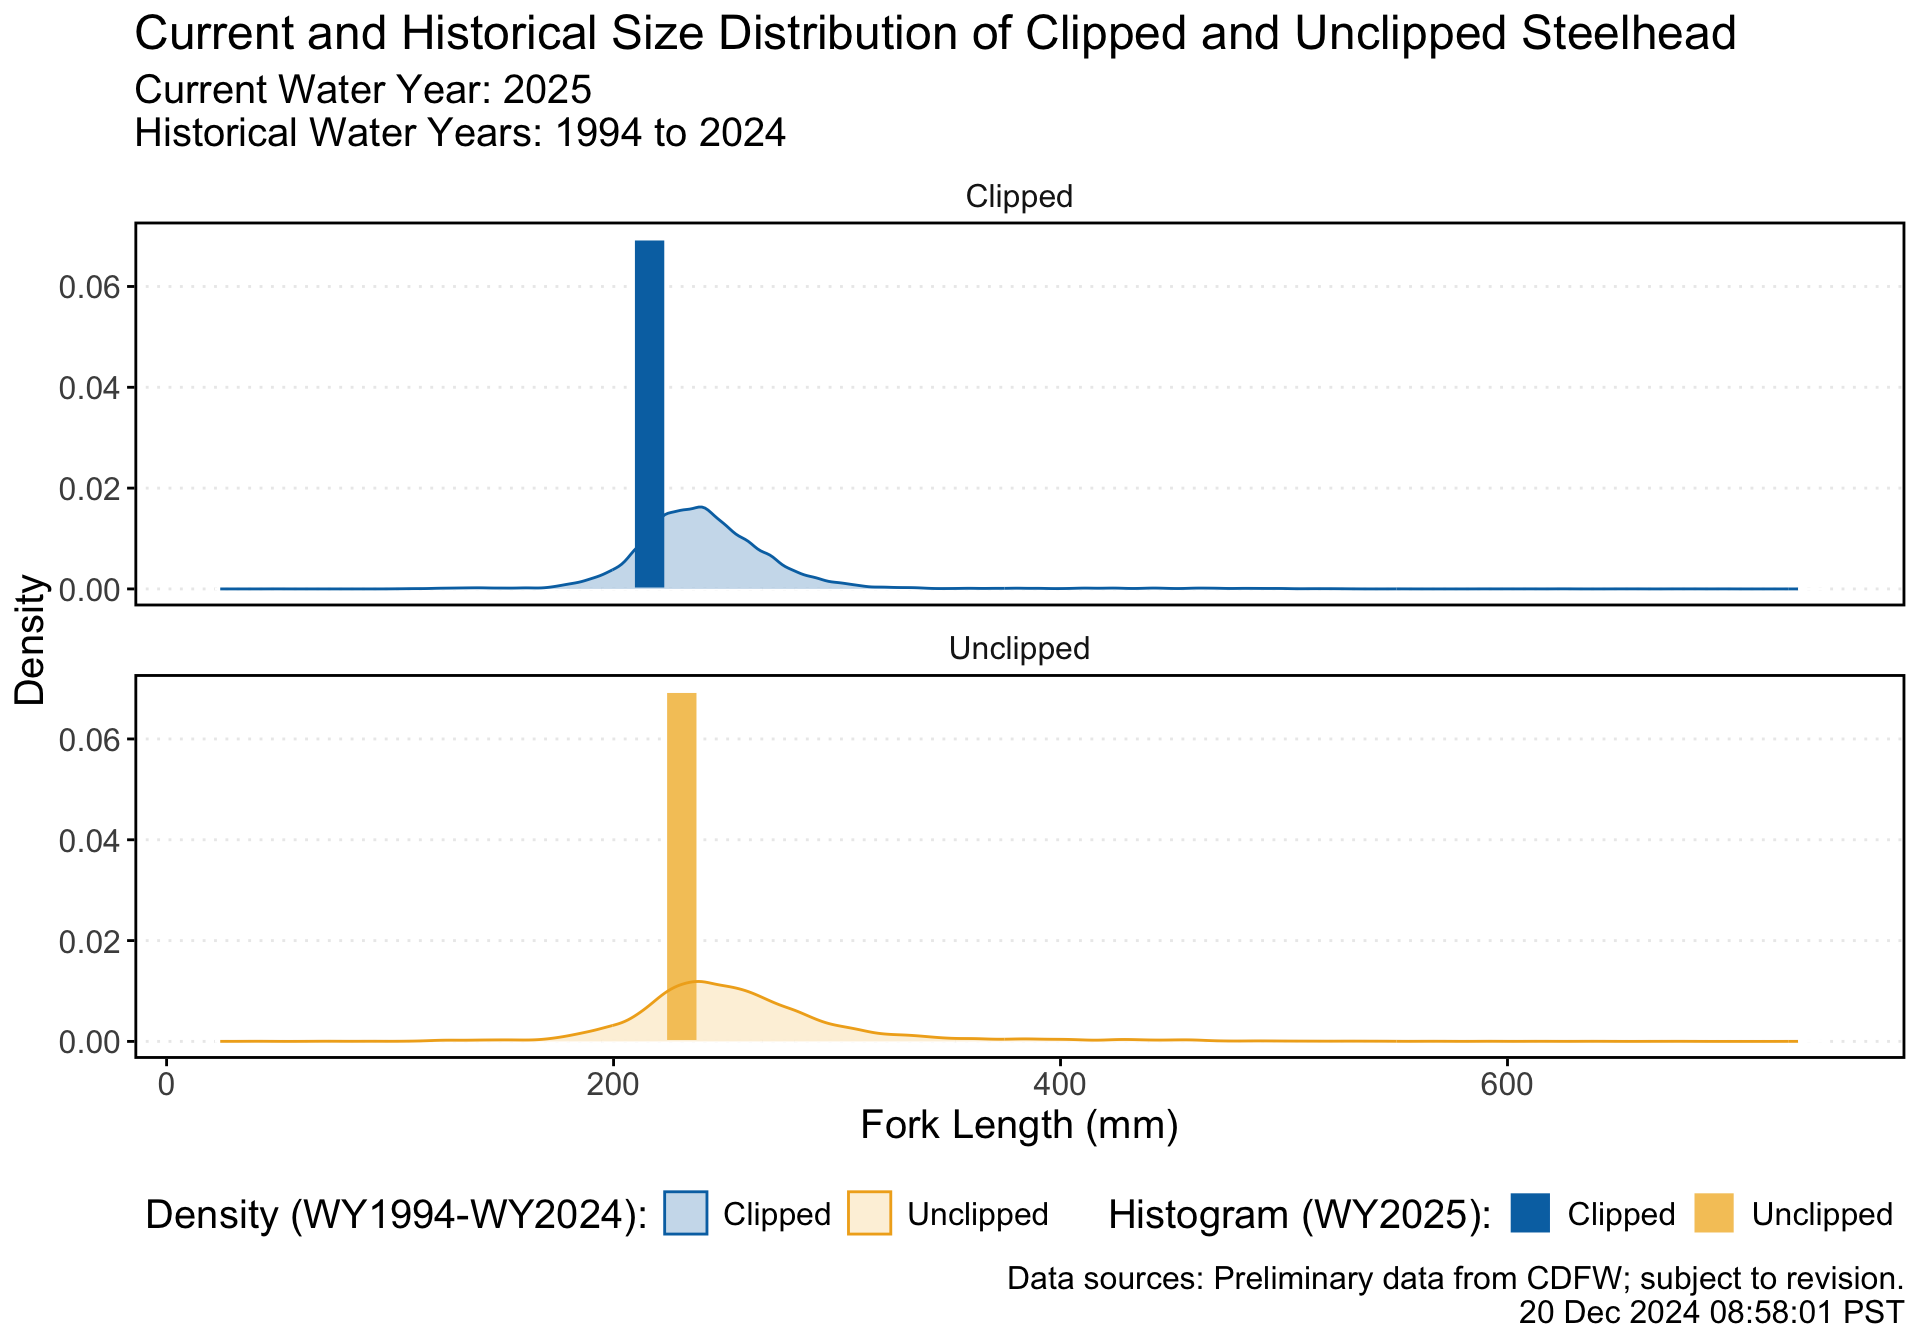 Current and Historical Size Distribution of Clipped and Unclipped Steelhead
Current Water Year: 2025
Historical Water Years: 1994 to 2024
Clipped
0.06
0.04
0.02
0.00
Density
Unclipped
0.06
0.04
0.02
0.00
0 200 400 600
Fork Length (mm)
Density (WY1994-WY2024): Clipped Unclipped Histogram (WY2025): Clipped Unclipped
Data sources: Preliminary data from CDFW; subject to revision.
20 Dec 2024 08:58:01 PST